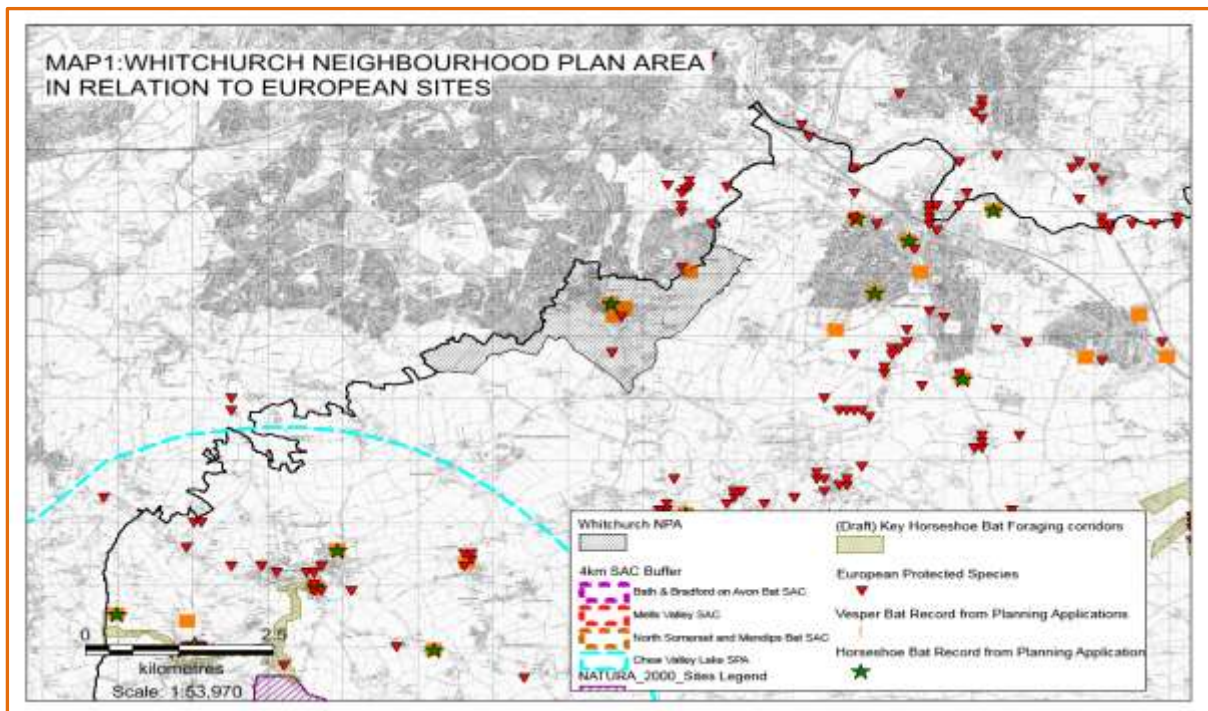 MAP1:WHITCHURCH NEIGHBOURHOOD PLAN AREA
IN RELATION TO EUROPEAN SITES
Whitchurch NPA
4km SAC Buffer
Bath & Bradford on Avon Bat SAC
Mells Valley SAC
North Somerset and Mendips Bat SAC
Chew Valley Lake SPA
NATURA_2000_Sites Legend
(Draft) Key Horseshoe Bat Foraging corridors
European Protected Species
Vesper Bat Record from Planning Applications
Horseshoe Bat Record from Planning Application
0 2.5
kilometres
Scale: 1:53,970